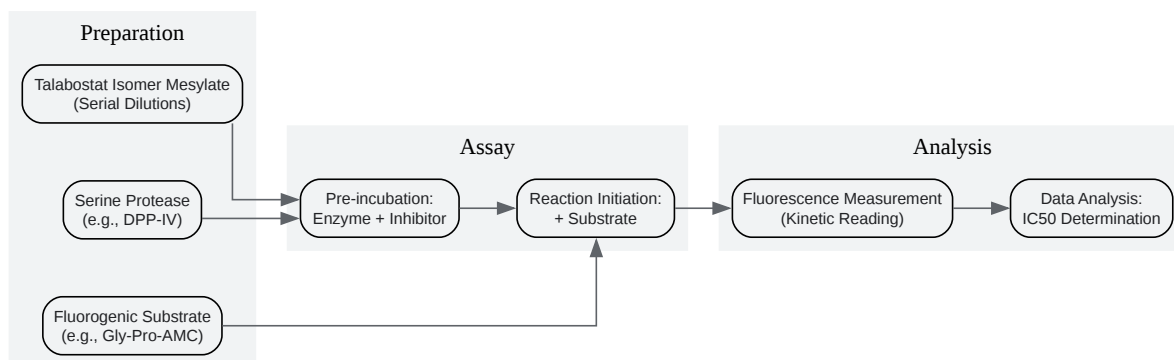 Preparation
Talabostat Isomer Mesylate
(Serial Dilutions)
Serine Protease
(e.g., DPP-IV)
Fluorogenic Substrate
(e.g., Gly-Pro-AMC)
Assay
Pre-incubation:
Enzyme + Inhibitor
Reaction Initiation:
+ Substrate
Analysis
Fluorescence Measurement
(Kinetic Reading)
Data Analysis:
IC50 Determination